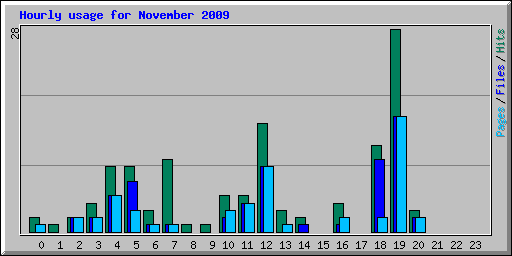 Hourly usage for November 2009
28
Pages/Files/Hits
0 1 2 3 4 5 6 7 8 9 10 11 12 13 14 15 16 17 18 19 20 21 22 23